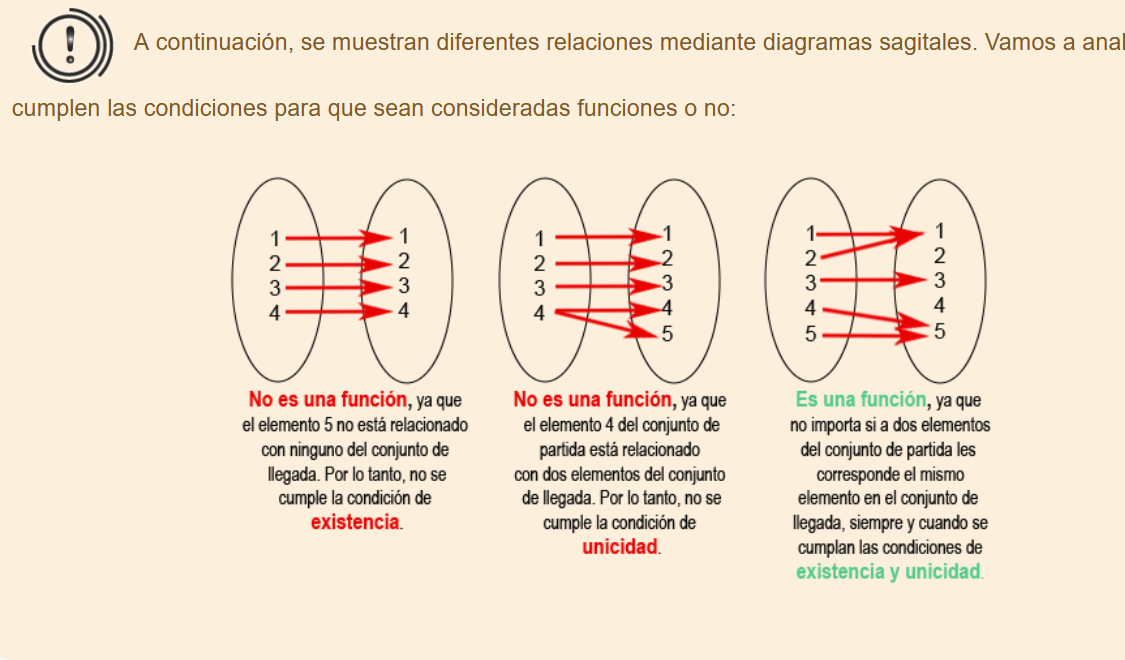 A continuación, se muestran diferentes relaciones mediante diagramas sagitales. Vamos a anal
cumplen las condiciones para que sean consideradas funciones o no:
1 1
2 2
3 3
4 4
No es una función, ya que
el elemento 5 no está relacionado
con ninguno del conjunto de
llegada. Por lo tanto, no se
cumple la condición de
existencia.
1 1
2 2
3 3
4 4
5
No es una función, ya que
el elemento 4 del conjunto de
partida está relacionado
con dos elementos del conjunto
de llegada. Por lo tanto, no se
cumple la condición de
unicidad.
1 1
2 2
3 3
4 4
5 5
Es una función, ya que
no importa si a dos elementos
del conjunto de partida les
corresponde el mismo
elemento en el conjunto de
llegada, siempre y cuando se
cumplan las condiciones de
existencia y unicidad.